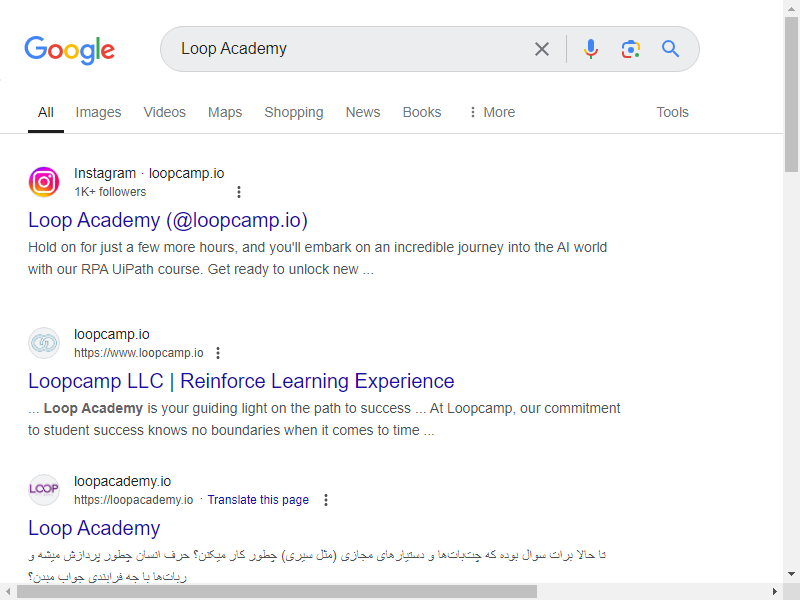 Google
Loop Academy
All Images Videos Maps Shopping News Books More Tools
Instagram · loopcamp.io
1K+ followers
Loop Academy (@loopcamp.io)
Hold on for just a few more hours, and you'll embark on an incredible journey into the AI world
with our RPA UiPath course. Get ready to unlock new ...
loopcamp.io
https://www.loopcamp.io
Loopcamp LLC | Reinforce Learning Experience
... Loop Academy is your guiding light on the path to success ... At Loopcamp, our commitment
to student success knows no boundaries when it comes to time ...
LOOP
loopacademy.io
https://loopacademy.io · Translate this page
Loop Academy
تا حالا برات سوال بوده که چت‌بات‌ها و دستیارهای مجازی (مثل سیری) چطور کار میکنن؟ حرف انسان چطور پردازش میشه و
ربات‌ها با چه فرایندی جواب میدن؟